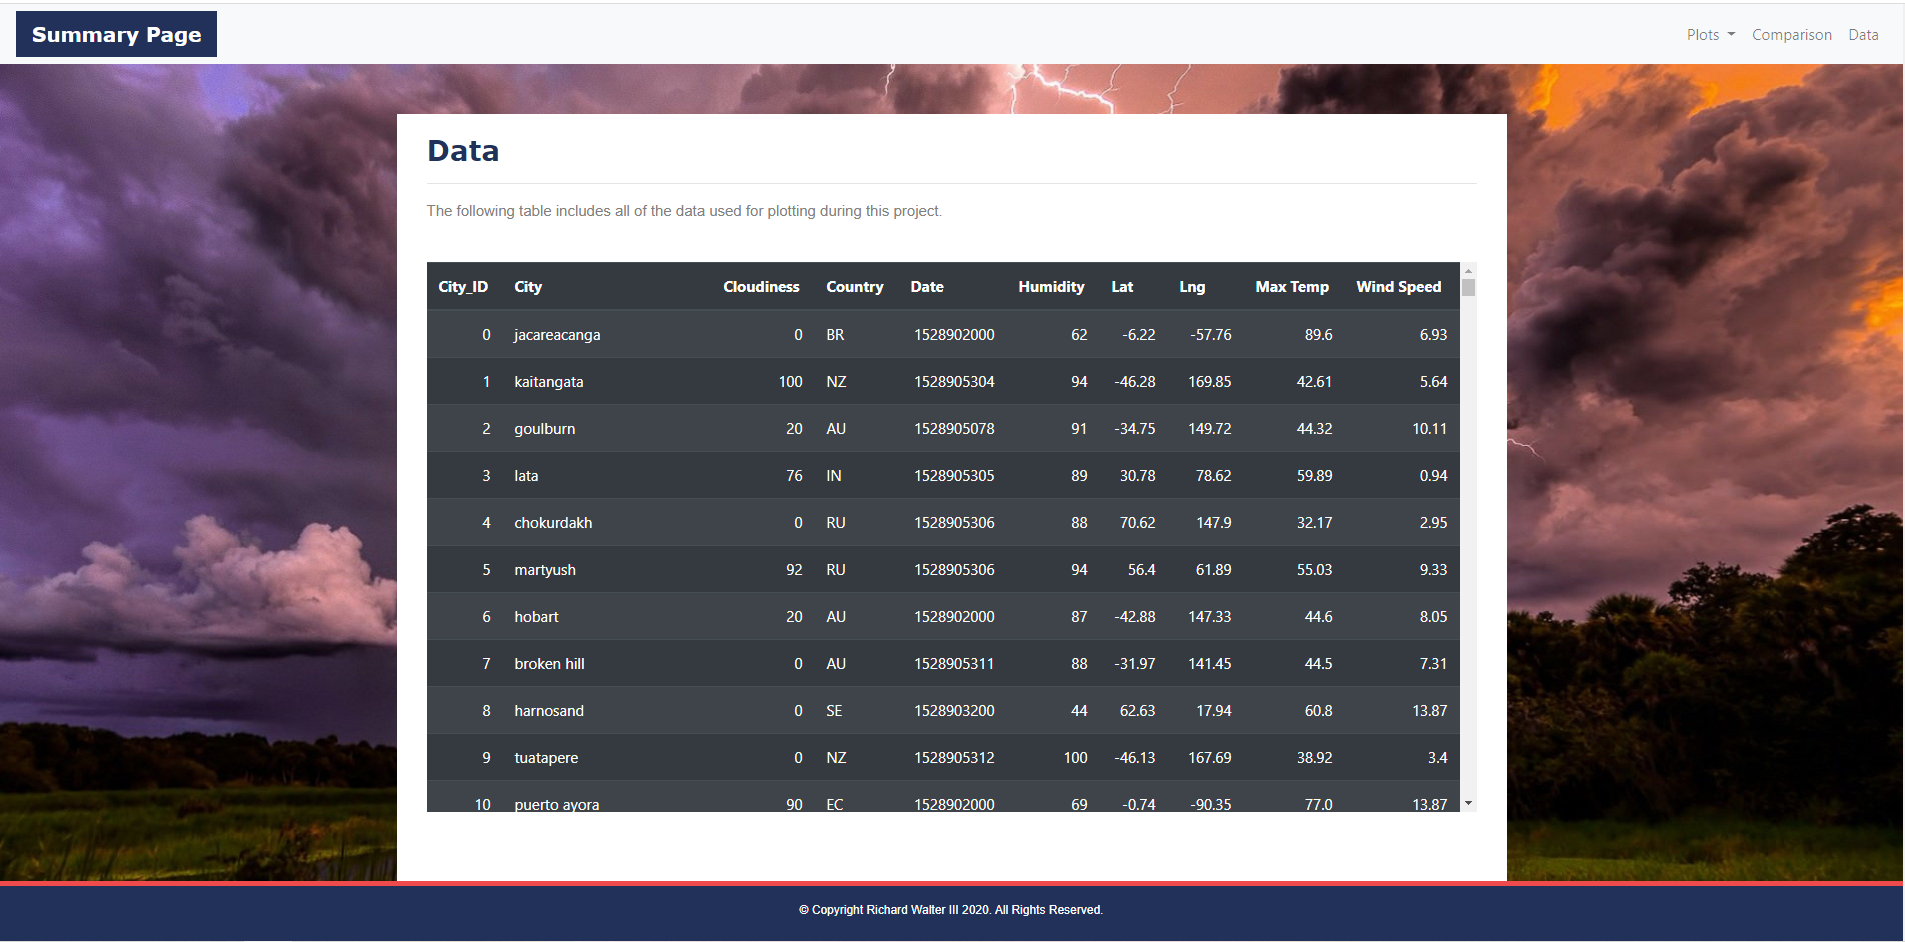 Summary Page Plots Comparison Data
Data
The following table includes all of the data used for plotting during this project.
City_ID City Cloudiness Country Date Humidity Lat Lng Max Temp Wind Speed
0 jacareacanga 0 BR 1528902000 62 -6.22 -57.76 89.6 6.93
1 kaitangata 100 NZ 1528905304 94 -46.28 169.85 42.61 5.64
2 goulburn 20 AU 1528905078 91 -34.75 149.72 44.32 10.11
3 lata 76 IN 1528905305 89 30.78 78.62 59.89 0.94
4 chokurdakh 0 RU 1528905306 88 70.62 147.9 32.17 2.95
5 martyush 92 RU 1528905306 94 56.4 61.89 55.03 9.33
6 hobart 20 AU 1528902000 87 -42.88 147.33 44.6 8.05
7 broken hill 0 AU 1528905311 88 -31.97 141.45 44.5 7.31
8 harnosand 0 SE 1528903200 44 62.63 17.94 60.8 13.87
9 tuatapere 0 NZ 1528905312 100 -46.13 167.69 38.92 3.4
10 puerto ayora 90 EC 1528902000 69 -0.74 -90.35 77.0 13.87
© Copyright Richard Walter III 2020. All Rights Reserved.